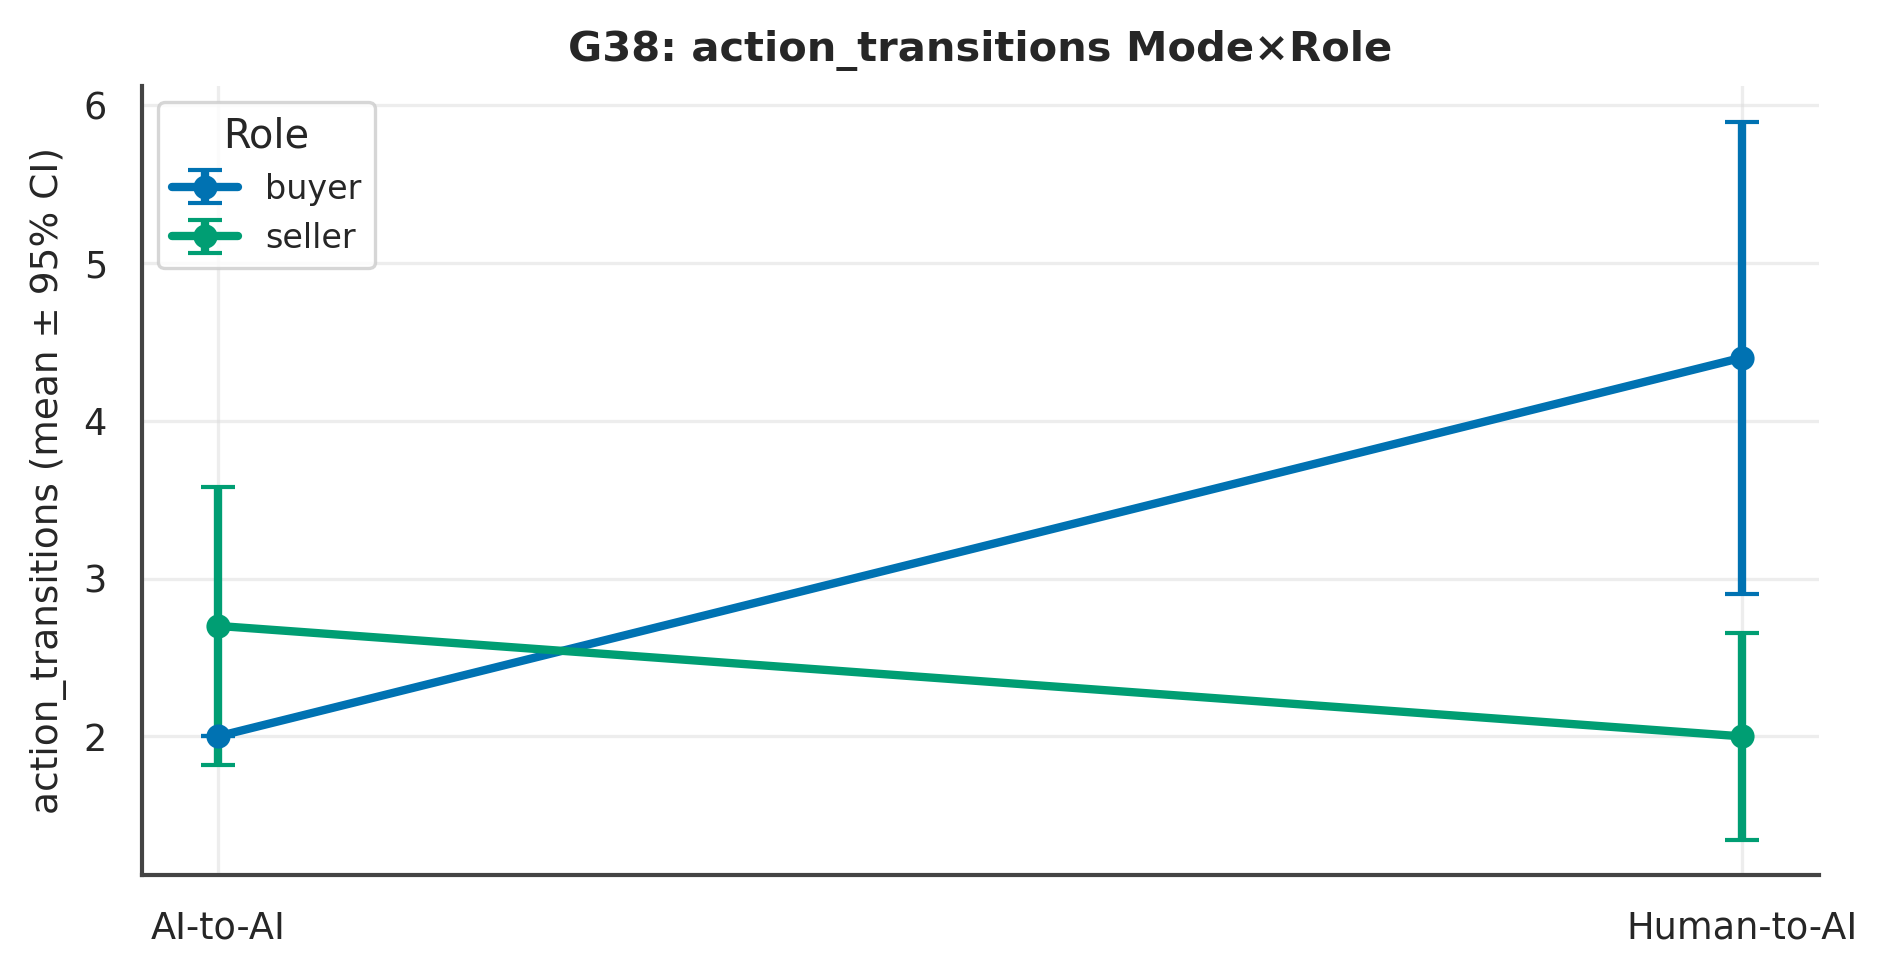 G38: action_transitions Mode×Role
action_transitions (mean ± 95% CI)
6
5
4
3
2
Role
buyer
seller
AI-to-AI
Human-to-AI